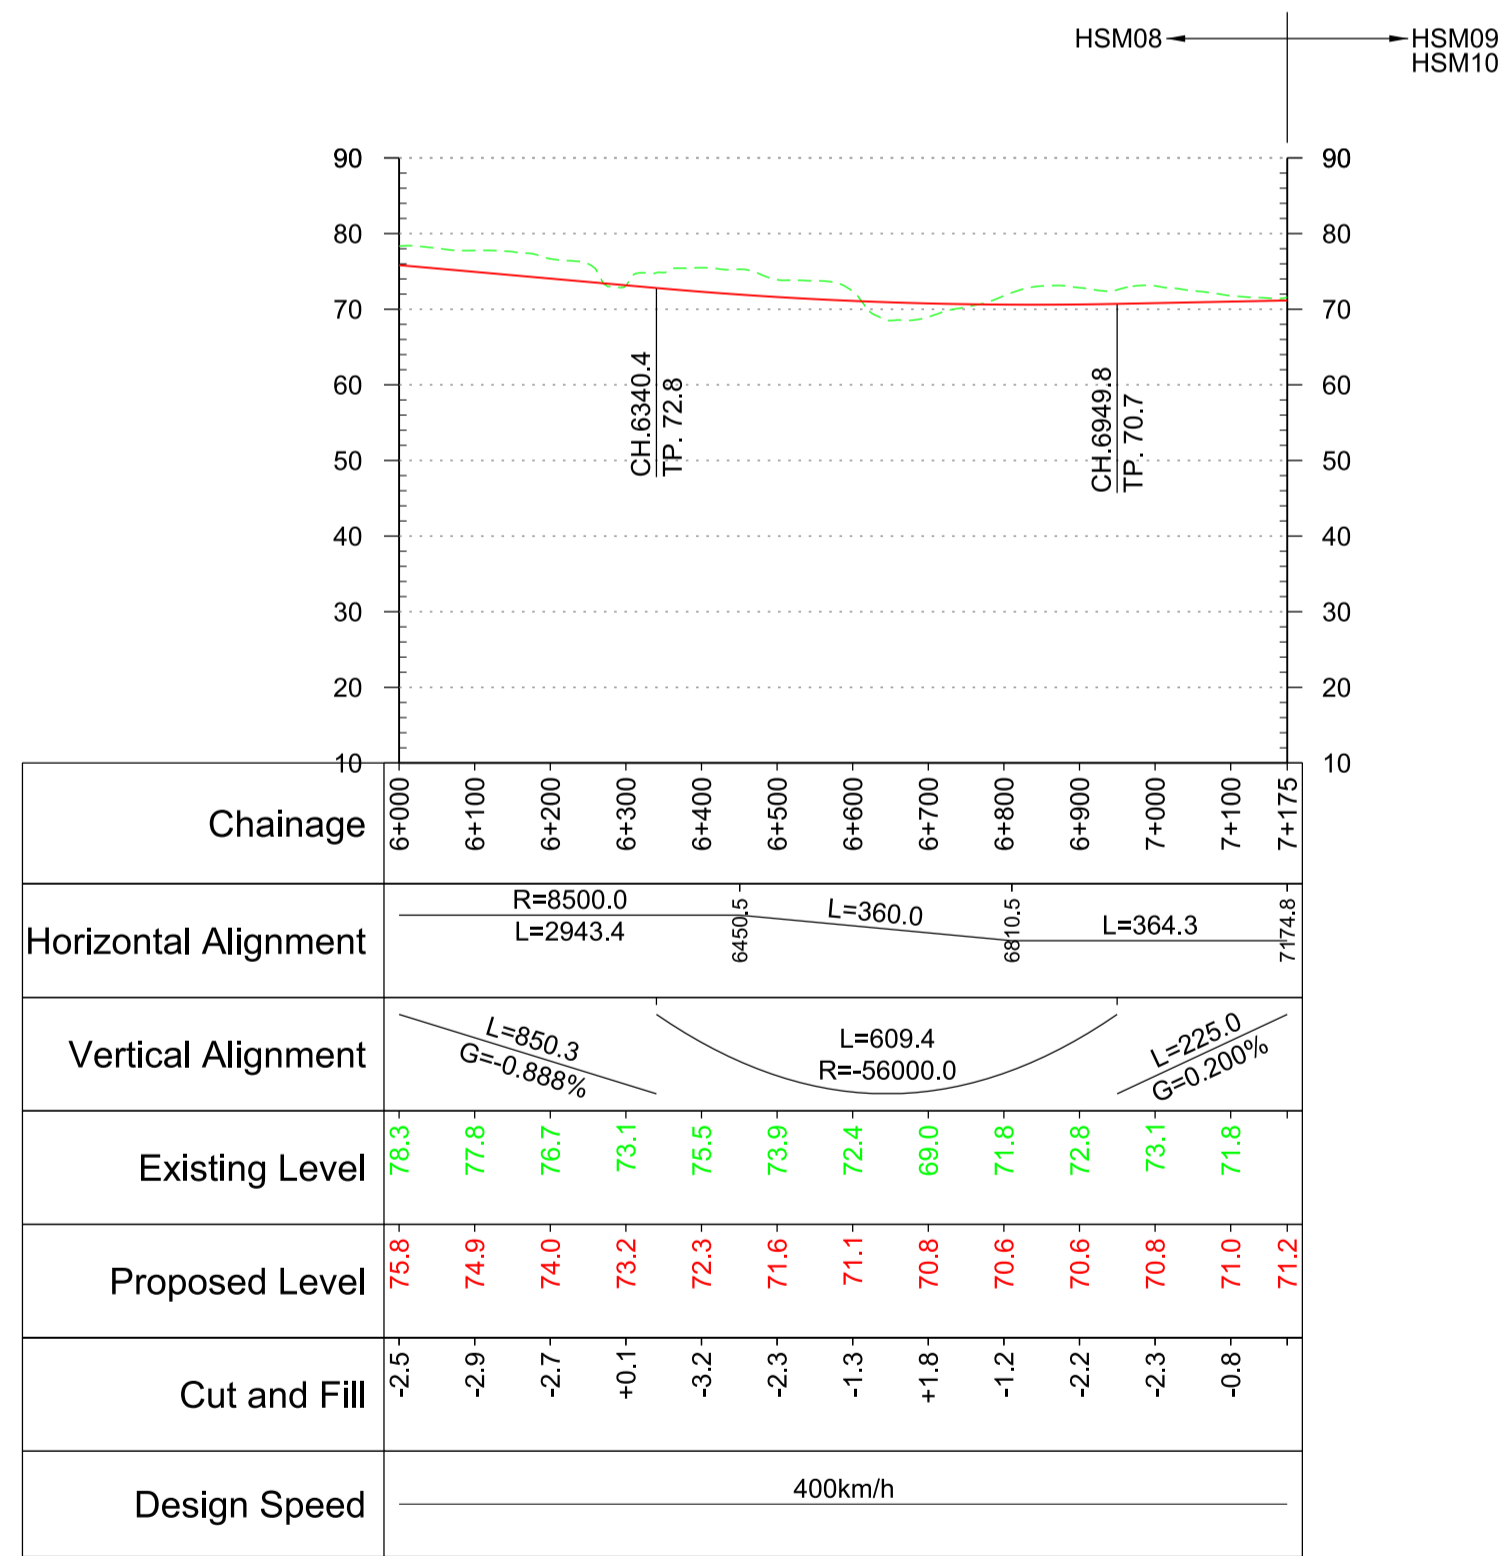 HSM08
HSM09
HSM10
90
90
80
80
70
70
60
60
50
50
40
40
30
30
20
20
10
10
CH.6340.4
TP. 72.8
CH.6949.8
TP. 70.7
Chainage
6+000
6+100
6+200
6+300
6+400
6+500
6+600
6+700
6+800
6+900
7+000
7+100
7+175
Horizontal Alignment
R=8500.0
L=2943.4
6450.5
L=360.0
6810.5
L=364.3
7174.8
Vertical Alignment
L=850.3
G=-0.888%
L=609.4
R=-56000.0
L=225.0
G=0.200%
Existing Level
78.3
77.8
76.7
73.1
75.5
73.9
72.4
69.0
71.8
72.8
73.1
71.8
Proposed Level
75.8
74.9
74.0
73.2
72.3
71.6
71.1
70.8
70.6
70.6
70.8
71.0
71.2
Cut and Fill
-2.5
-2.9
-2.7
+0.1
-3.2
-2.3
-1.3
+1.8
-1.2
-2.2
-2.3
-0.8
Design Speed
400km/h